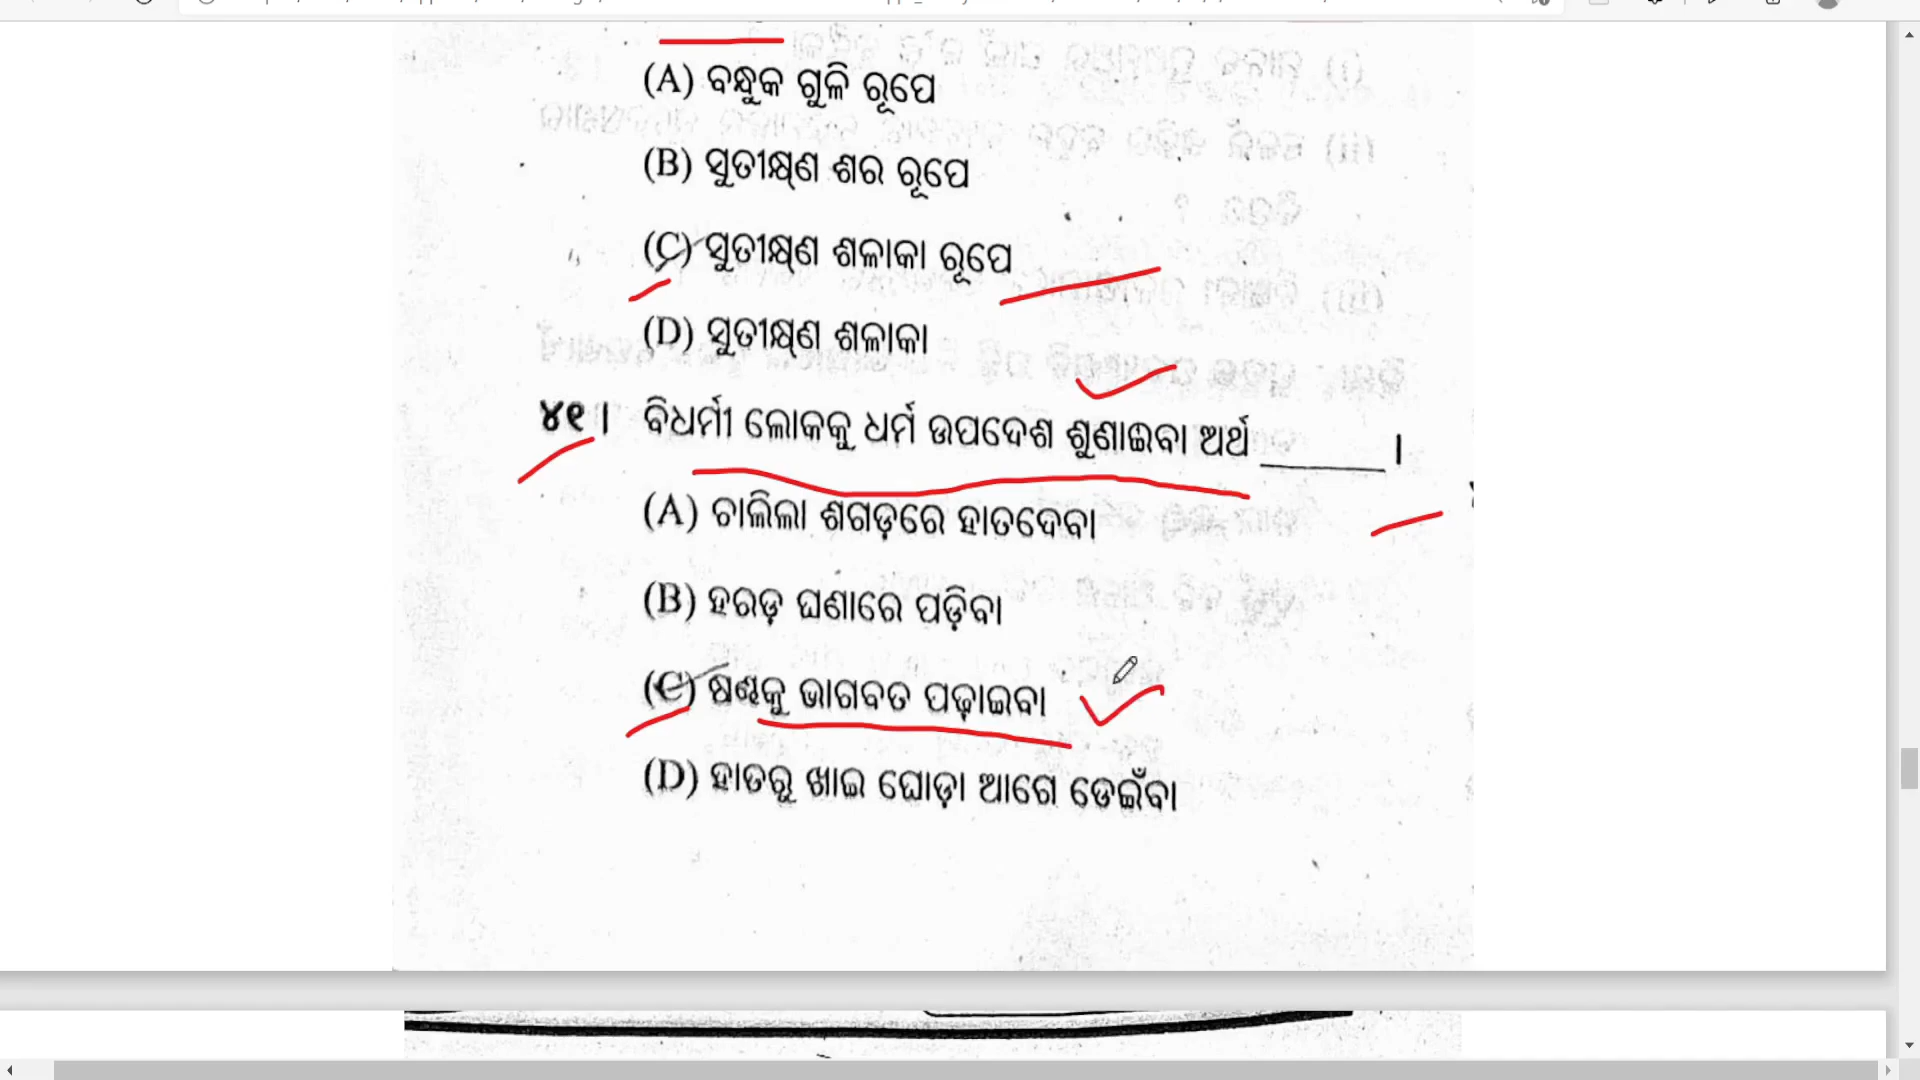 (A) ବନ୍ଧୁକ ଗୁଳି ରୂପେ
(B) ସୁତୀକ୍ଷ୍ଣ ଶର ରୂପେ
(C) ସୁତୀକ୍ଷ୍ଣ ଶଳାକା ରୂପେ
(D) ସୁତୀକ୍ଷ୍ଣ ଶଳାକା
୪୧। ବିଧର୍ମୀ ଲୋକକୁ ଧର୍ମ ଉପଦେଶ ଶୁଣାଇବା ଅର୍ଥ ______ ।
(A) ଚାଲିଲା ଶଗଡ଼ରେ ହାତଦେବା
(B) ହରଡ଼ ଘଣାରେ ପଡ଼ିବା
(C) ଷଣ୍ଢକୁ ଭାଗବତ ପଢ଼ାଇବା
(D) ହାତରୁ ଖାଇ ଘୋଡ଼ା ଆଗେ ଡେଇଁବା